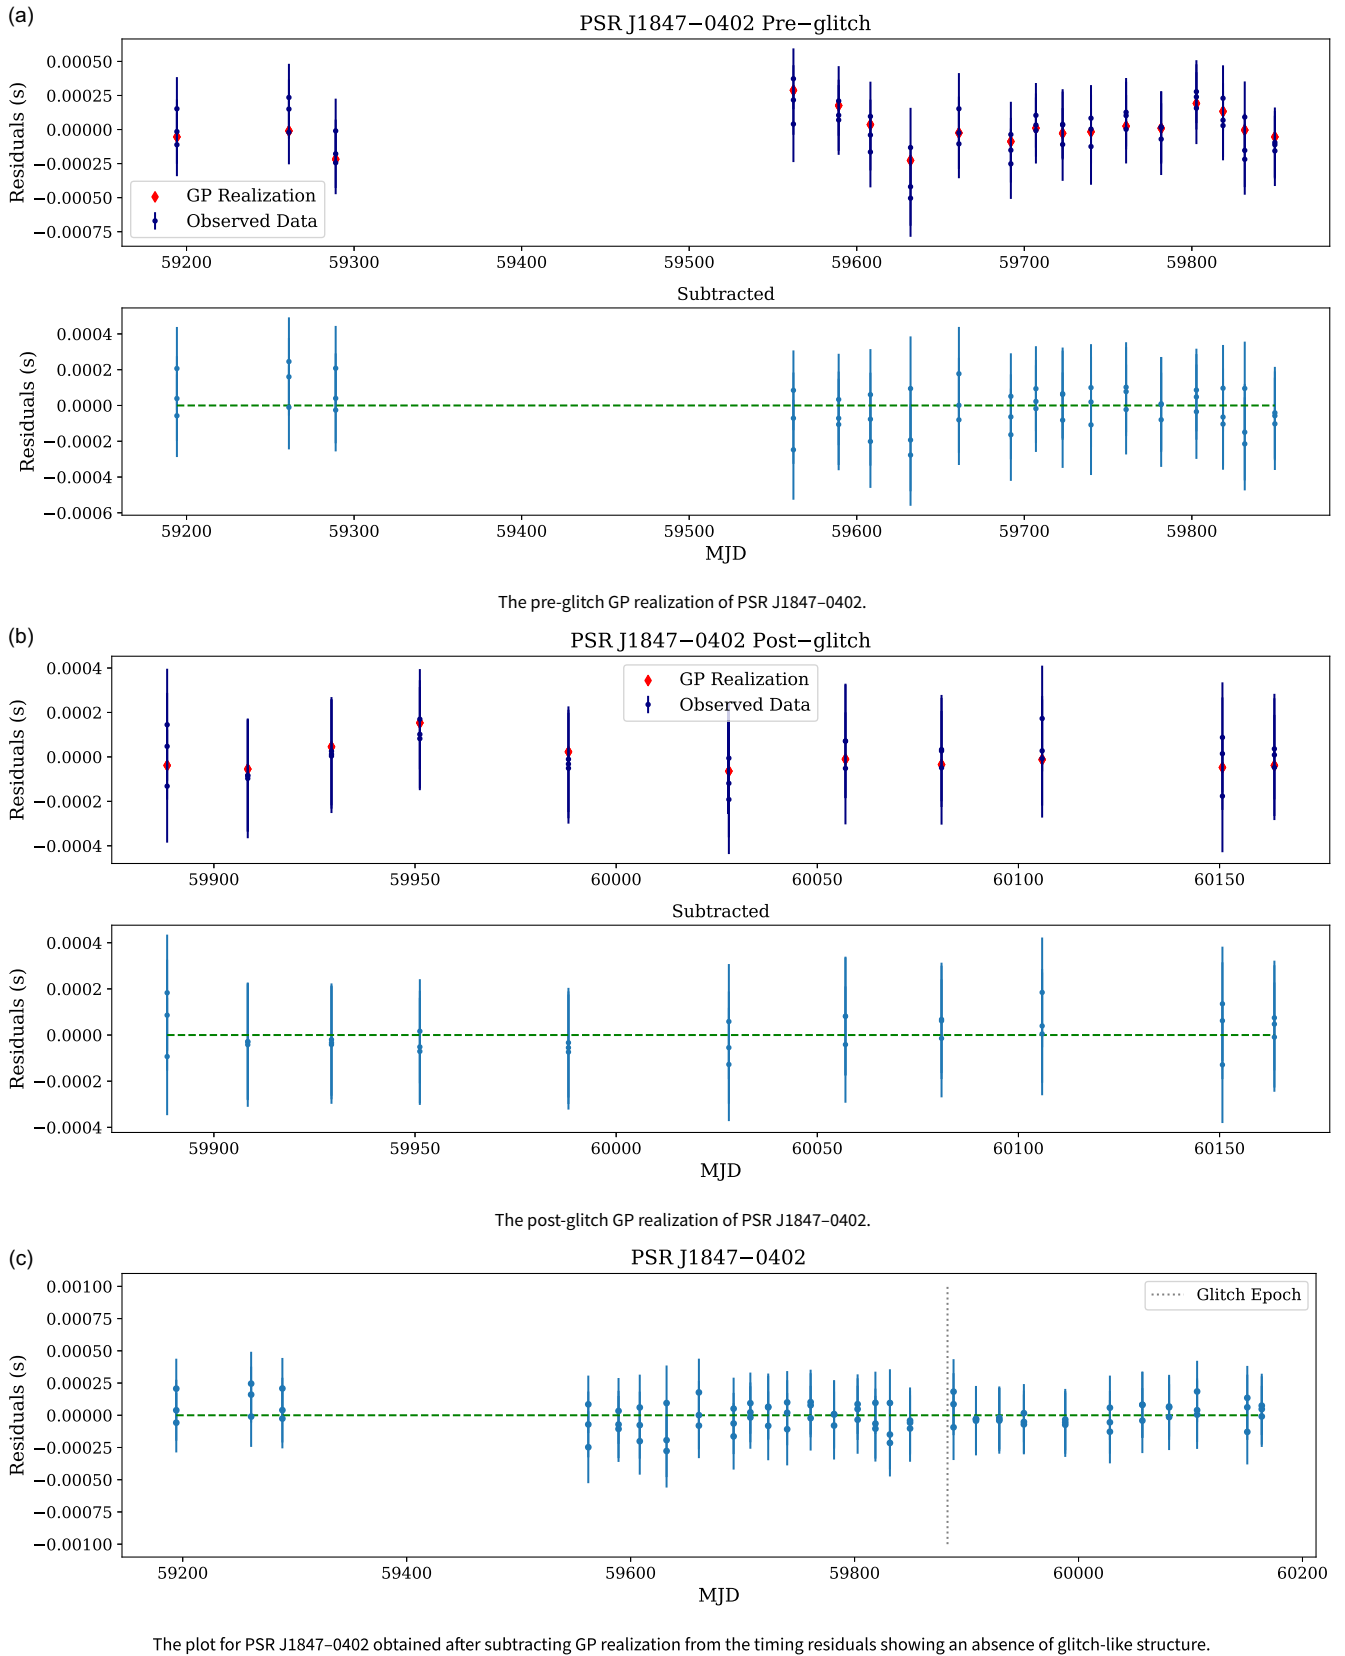 (a)
PSR J1847−0402 Pre−glitch
Residuals (s)
0.00050
0.00025
0.00000
−0.00025
−0.00050
−0.00075
GP Realization
Observed Data
59200 59300 59400 59500 59600 59700 59800
Subtracted
Residuals (s)
0.0004
0.0002
0.0000
−0.0002
−0.0004
−0.0006
59200 59300 59400 59500 59600 59700 59800
MJD
The pre-glitch GP realization of PSR J1847–0402.
(b)
PSR J1847−0402 Post−glitch
Residuals (s)
0.0004
0.0002
0.0000
−0.0002
−0.0004
GP Realization
Observed Data
59900 59950 60000 60050 60100 60150
Subtracted
Residuals (s)
0.0004
0.0002
0.0000
−0.0002
−0.0004
59900 59950 60000 60050 60100 60150
MJD
The post-glitch GP realization of PSR J1847–0402.
(c)
PSR J1847−0402
Residuals (s)
0.00100
0.00075
0.00050
0.00025
0.00000
−0.00025
−0.00050
−0.00075
−0.00100
Glitch Epoch
59200 59400 59600 59800 60000 60200
MJD
The plot for PSR J1847–0402 obtained after subtracting GP realization from the timing residuals showing an absence of glitch-like structure.